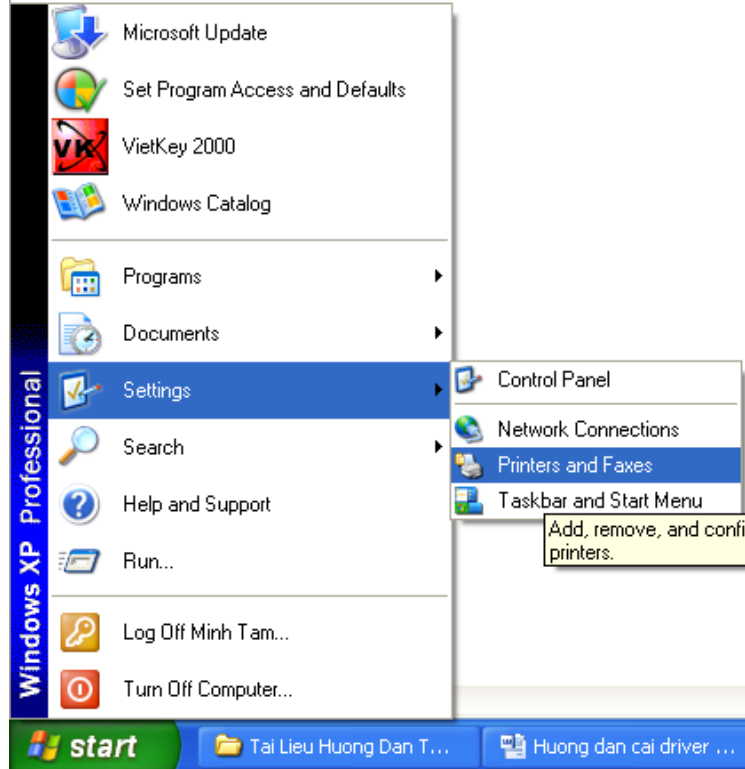 Microsoft Update
Set Program Access and Defaults
VK
VietKey 2000
Windows Catalog
Programs
Documents
Settings
Search
Help and Support
Run...
Log Off Minh Tam...
Turn Off Computer...
Windows XP Professional
Control Panel
Network Connections
Printers and Faxes
Taskbar and Start Menu
Add, remove, and confi
printers.
start
Tai Lieu Huong Dan T...
Huong dan cai driver ...